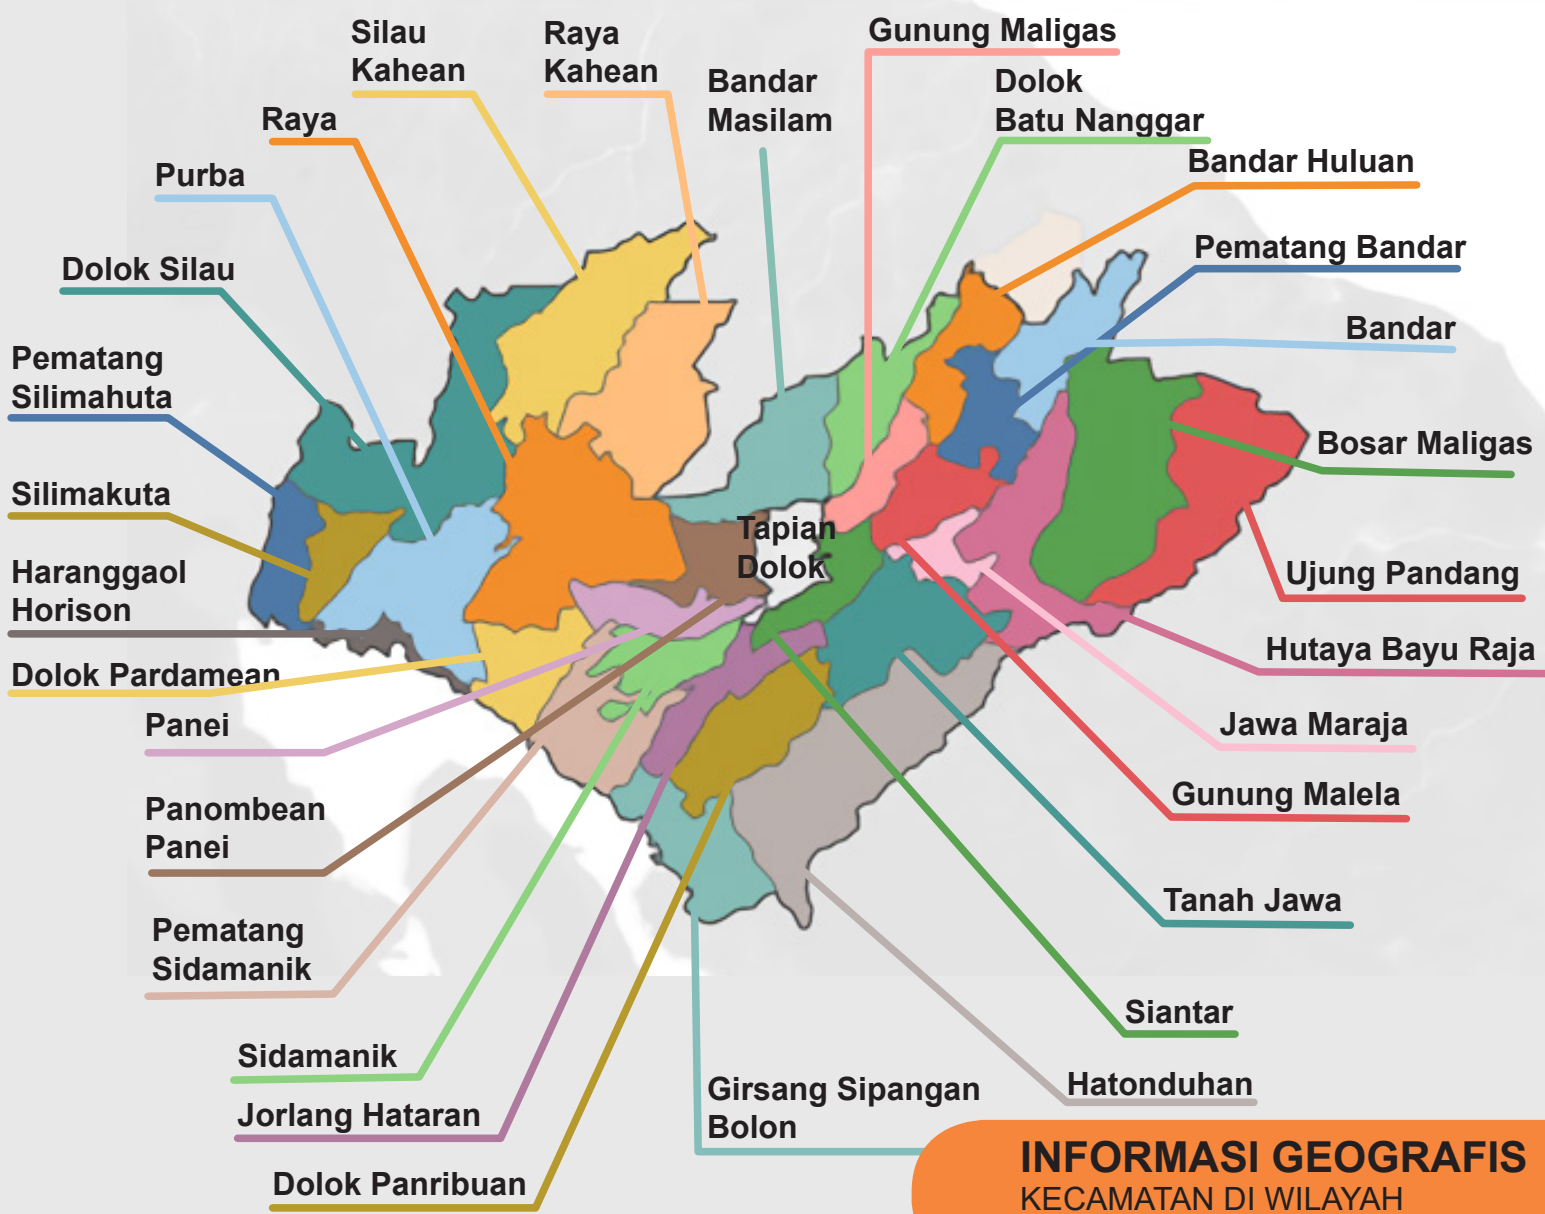 Silau
Kahean
Raya
Kahean
Gunung Maligas
Bandar
Masilam
Dolok
Batu Nanggar
Raya
Bandar Huluan
Purba
Pematang Bandar
Dolok Silau
Bandar
Pematang
Silimahuta
Bosar Maligas
Silimakuta
Tapian
Dolok
Haranggaol
Horison
Ujung Pandang
Dolok Pardamean
Hutaya Bayu Raja
Panei
Jawa Maraja
Panombean
Panei
Gunung Malela
Pematang
Sidamanik
Tanah Jawa
Siantar
Sidamanik
Hatonduhan
Girsang Sipangan
Bolon
Jorlang Hataran
Dolok Panribuan
INFORMASI GEOGRAFIS
KECAMATAN DI WILAYAH